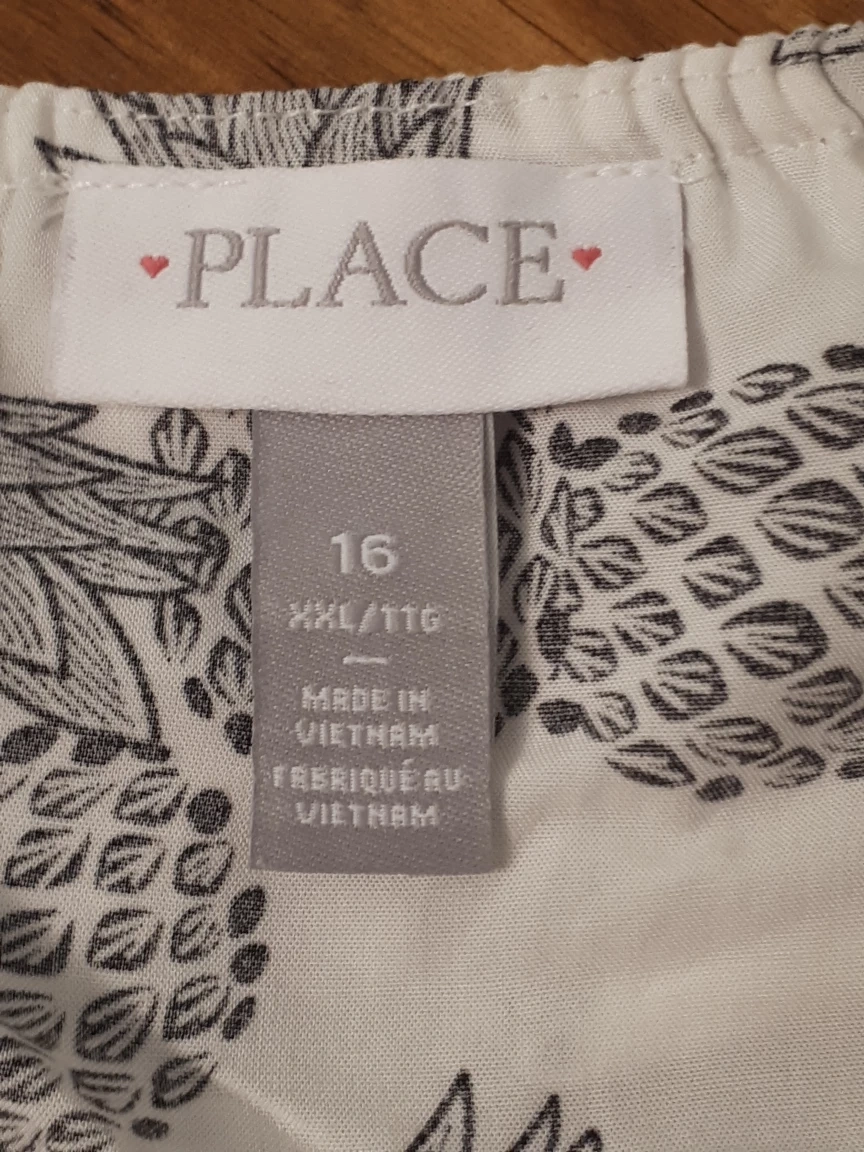 PLACE
16
XXL/TTG
MADE IN
VIETNAM
FABRIQUÉ AU
VIETNAM